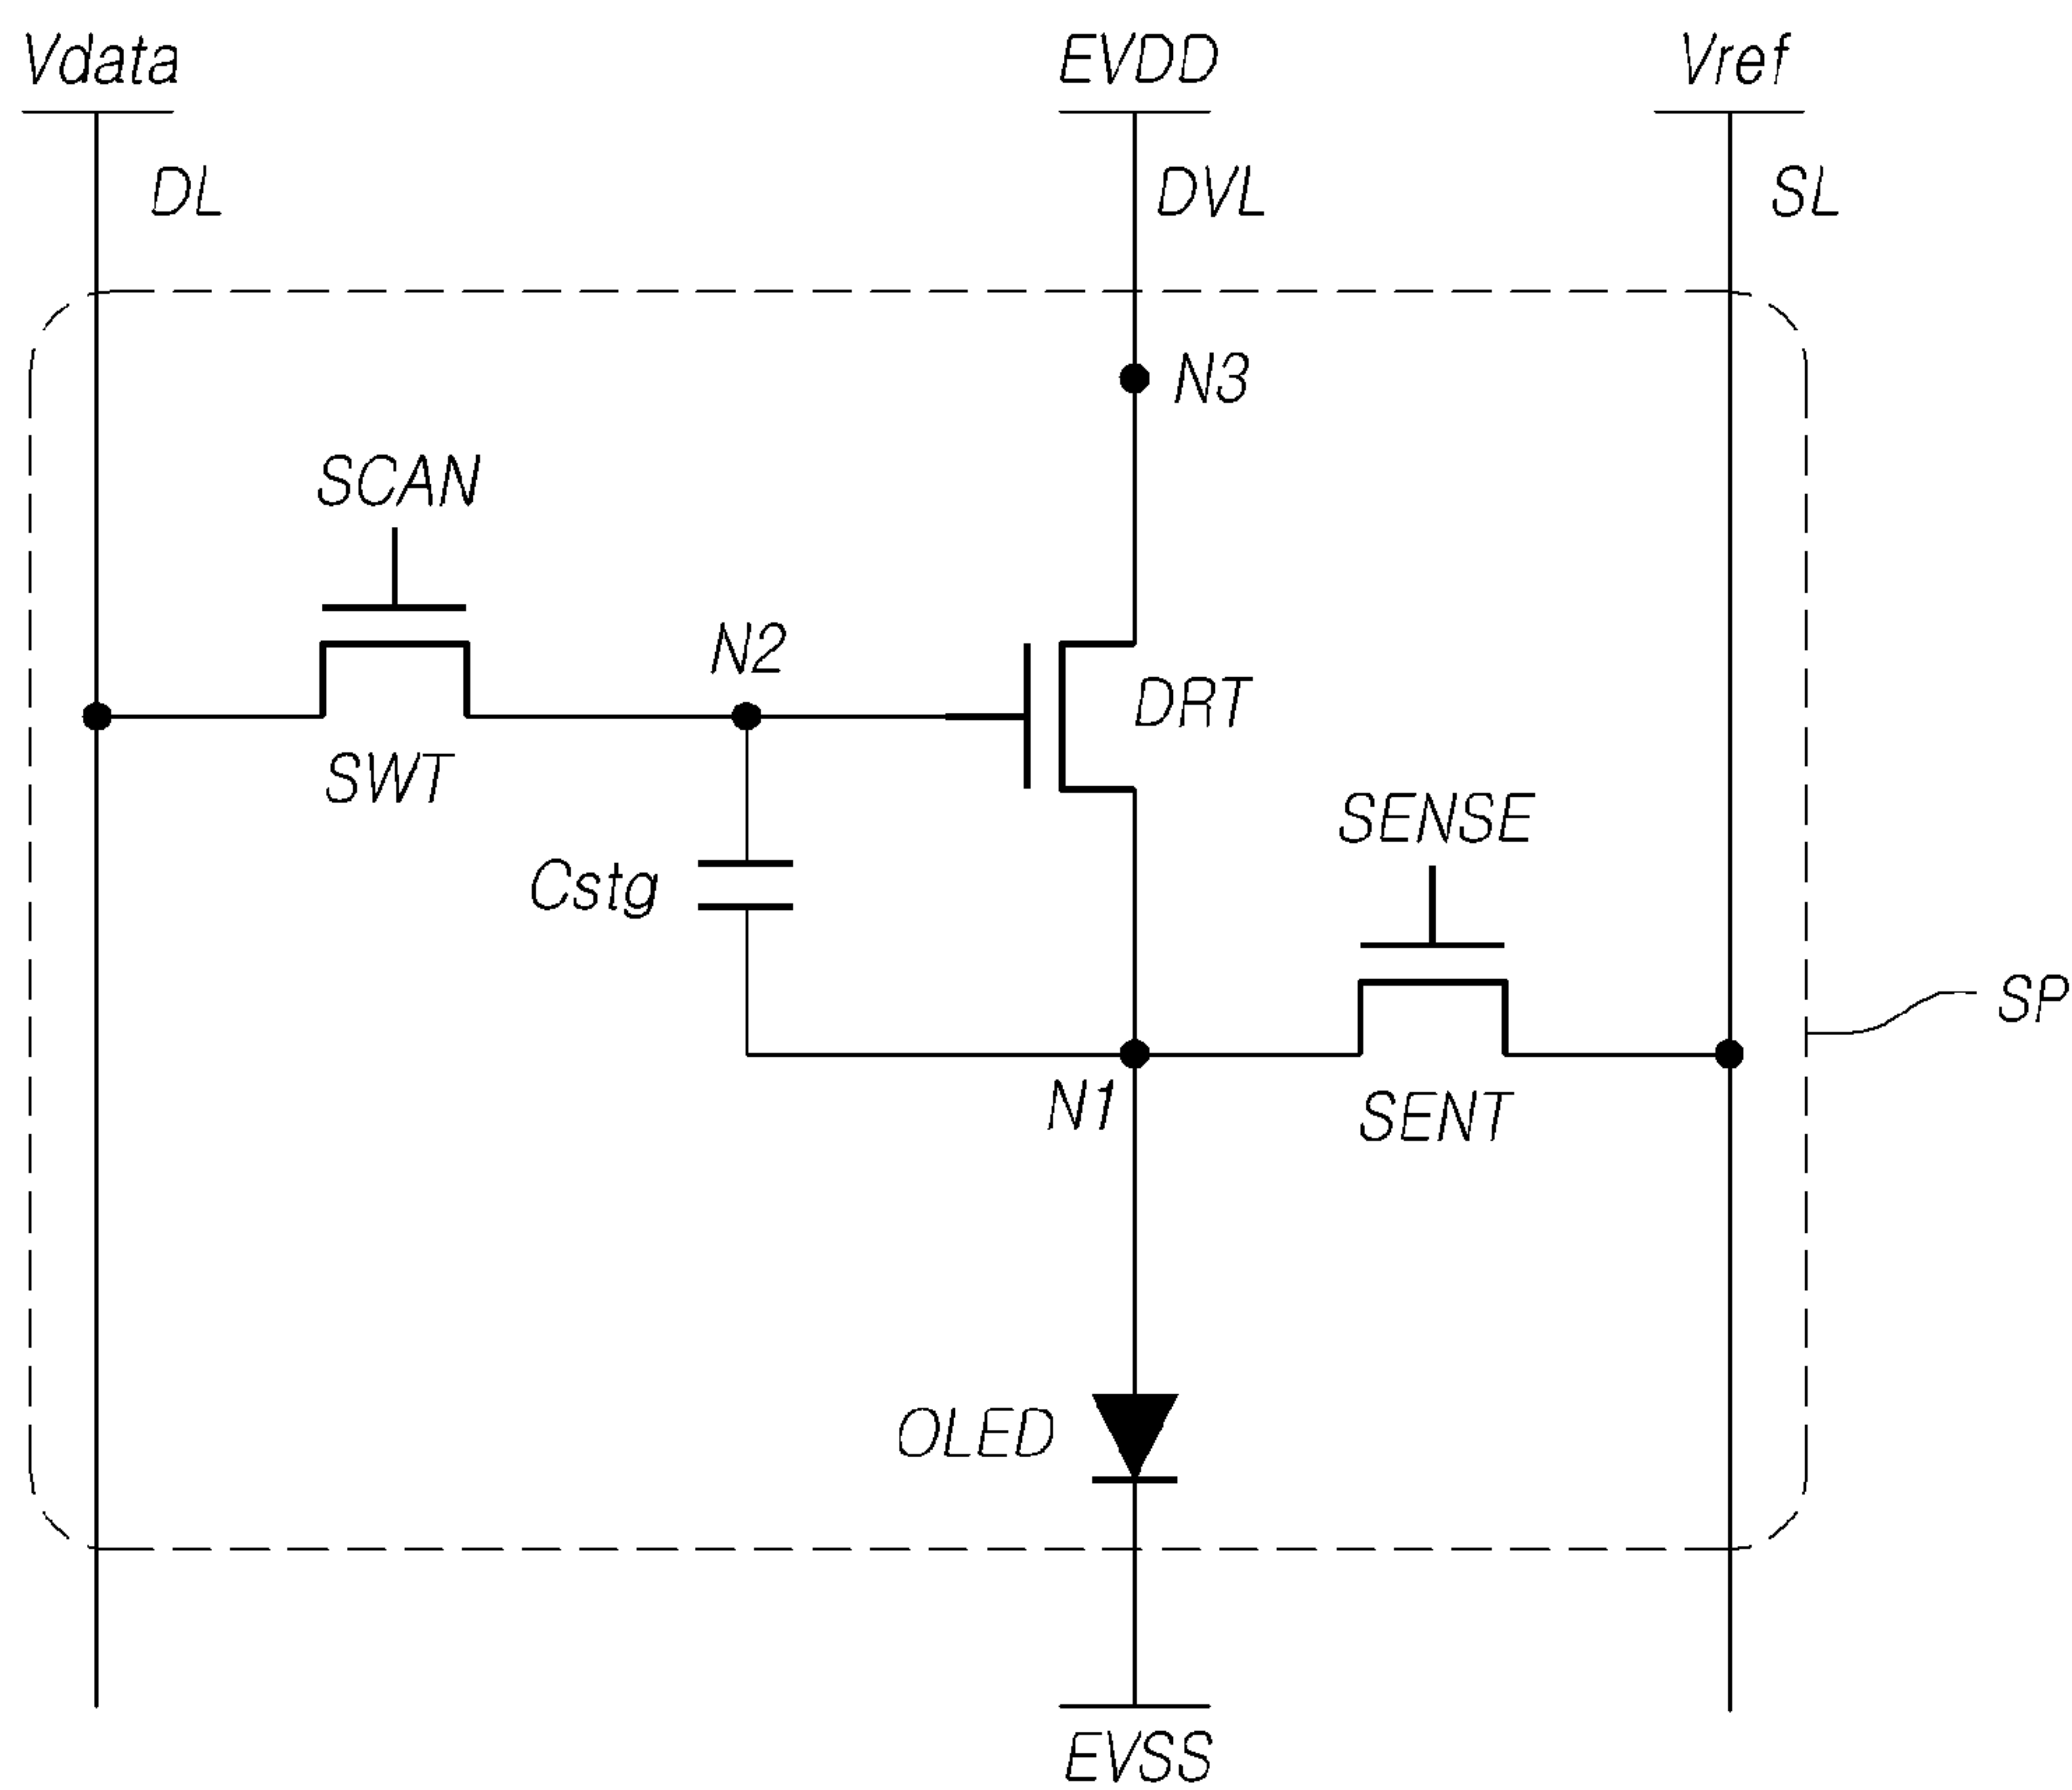 Vdata
EVDD
Vref
DL
DVL
SL
N3
SCAN
N2
DRT
SWT
SENSE
Cstg
SP
N1
SENT
OLED
EVSS